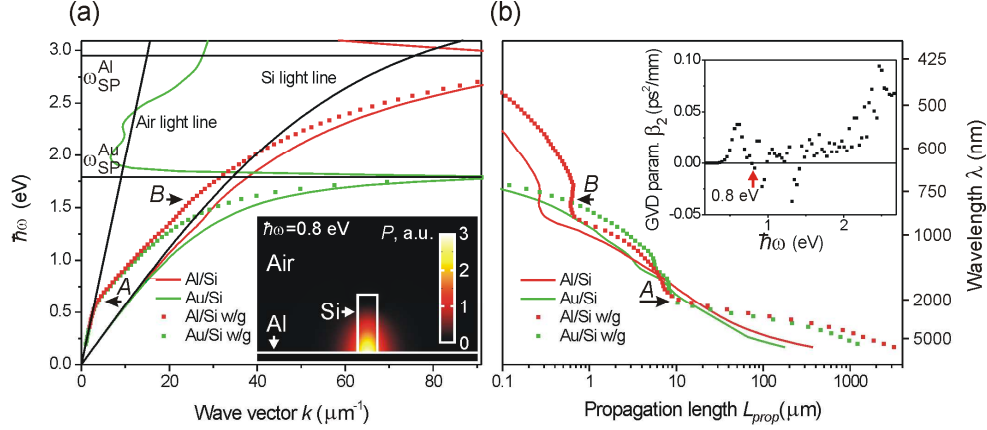 (a)
ħω (eV)
3.0
2.5
2.0
1.5
1.0
0.5
0.0
ω_SP^Al
ω_SP^Au
Si light line
Air light line
B
A
Al/Si
Au/Si
Al/Si w/g
Au/Si w/g
ħω=0.8 eV
P, a.u.
3
2
1
0
Air
Si
Al
0 20 40 60 80
Wave vector k (μm⁻¹)
(b)
GVD param. β₂ (ps²/mm)
0.10
0.05
0.00
-0.05
0.8 eV
1 2
ħω (eV)
B
A
Al/Si
Au/Si
Al/Si w/g
Au/Si w/g
425
500
600
750
1000
2000
5000
Wavelength λ (nm)
0.1 1 10 100 1000
Propagation length L_prop(μm)